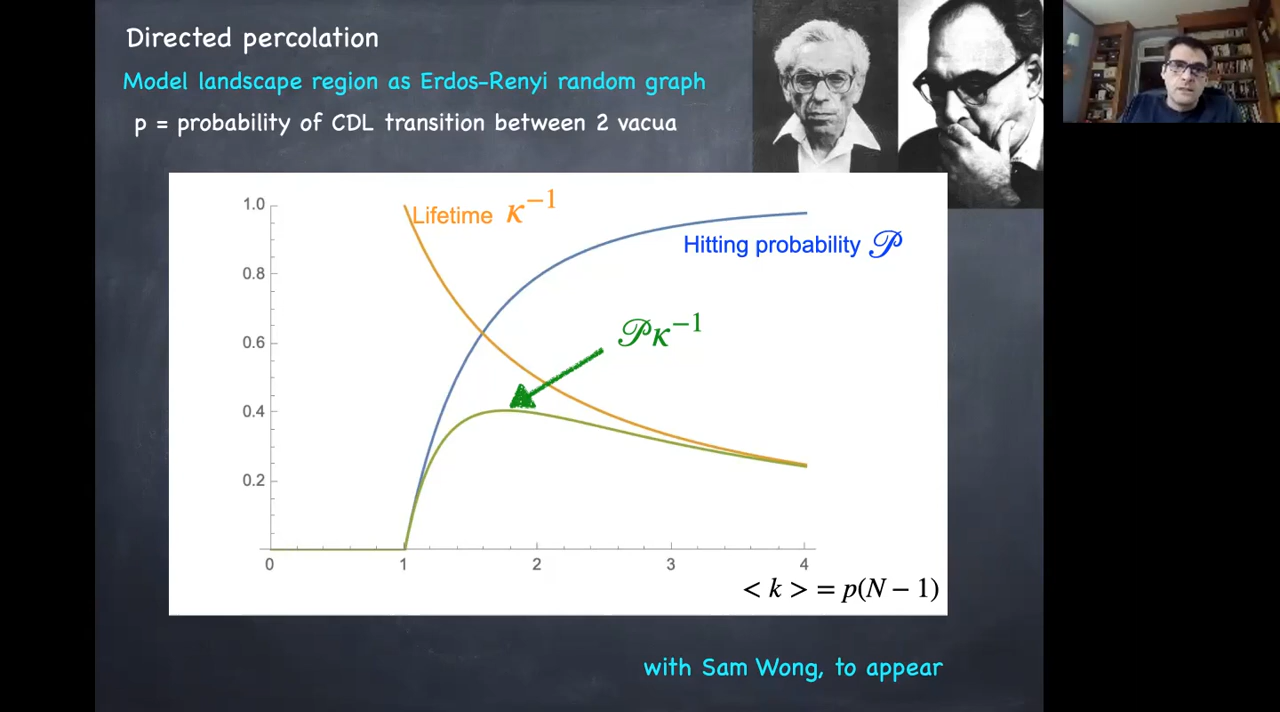 Directed percolation
Model landscape region as Erdos-Renyi random graph
p = probability of CDL transition between 2 vacua
1.0
0.8
0.6
0.4
0.2
Lifetime κ⁻¹
Hitting probability 𝒫
𝒫κ⁻¹
0 1 2 3 4
< k > = p(N − 1)
with Sam Wong, to appear